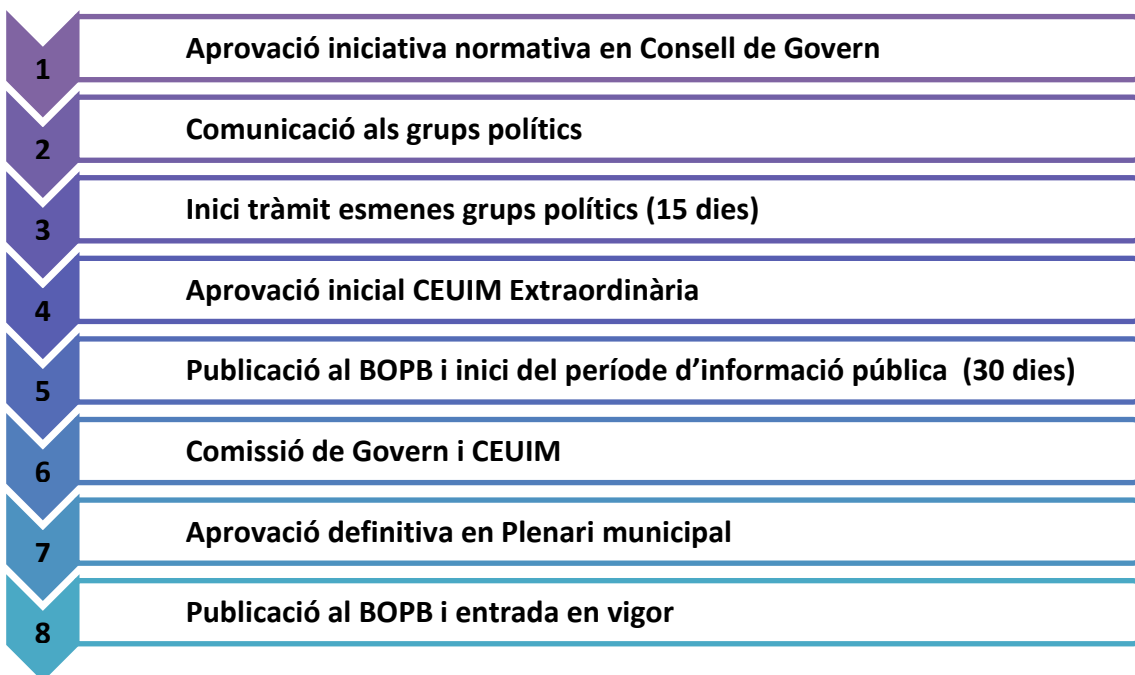 1 Aprovació iniciativa normativa en Consell de Govern
2 Comunicació als grups polítics
3 Inici tràmit esmenes grups polítics (15 dies)
4 Aprovació inicial CEUIM Extraordinària
5 Publicació al BOPB i inici del període d’informació pública (30 dies)
6 Comissió de Govern i CEUIM
7 Aprovació definitiva en Plenari municipal
8 Publicació al BOPB i entrada en vigor